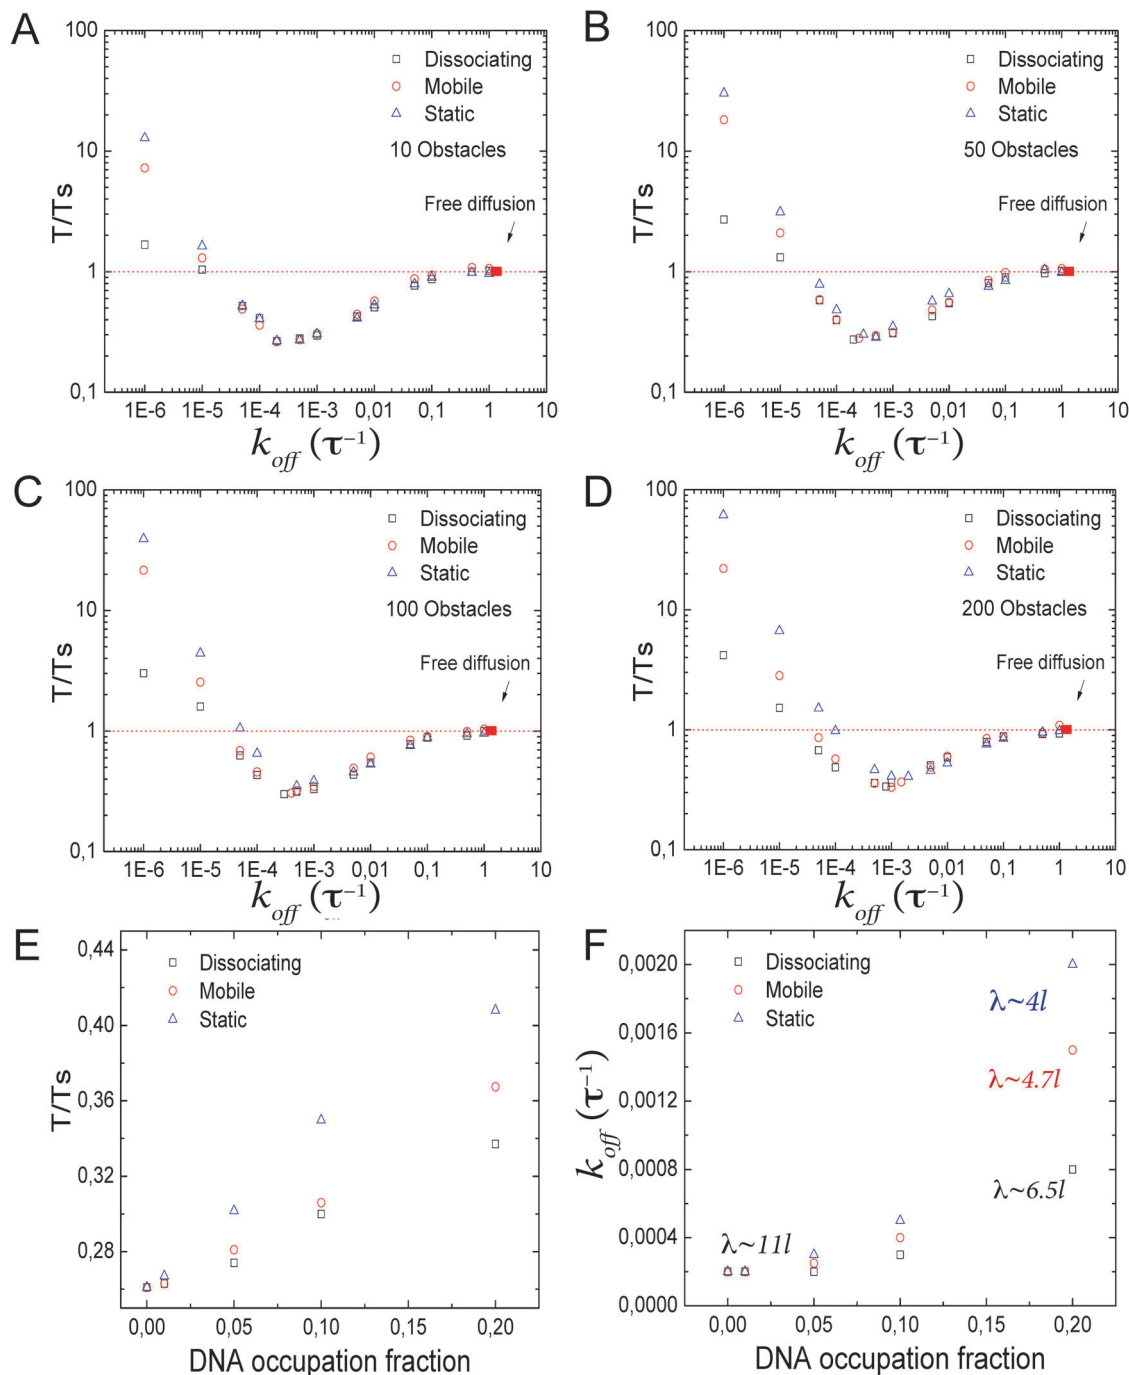 A
T/Ts
100
10
1
0,1
Dissociating
Mobile
Static
10 Obstacles
Free diffusion
1E-6 1E-5 1E-4 1E-3 0,01 0,1 1 10
k_off (τ⁻¹)
B
T/Ts
100
10
1
0,1
Dissociating
Mobile
Static
50 Obstacles
Free diffusion
1E-6 1E-5 1E-4 1E-3 0,01 0,1 1 10
k_off (τ⁻¹)
C
T/Ts
100
10
1
0,1
Dissociating
Mobile
Static
100 Obstacles
Free diffusion
1E-6 1E-5 1E-4 1E-3 0,01 0,1 1 10
k_off (τ⁻¹)
D
T/Ts
100
10
1
0,1
Dissociating
Mobile
Static
200 Obstacles
Free diffusion
1E-6 1E-5 1E-4 1E-3 0,01 0,1 1 10
k_off (τ⁻¹)
E
T/Ts
0,44
0,40
0,36
0,32
0,28
Dissociating
Mobile
Static
0,00 0,05 0,10 0,15 0,20
DNA occupation fraction
F
k_off (τ⁻¹)
0,0020
0,0016
0,0012
0,0008
0,0004
0,0000
Dissociating
Mobile
Static
λ~4l
λ~4.7l
λ~6.5l
λ~11l
0,00 0,05 0,10 0,15 0,20
DNA occupation fraction